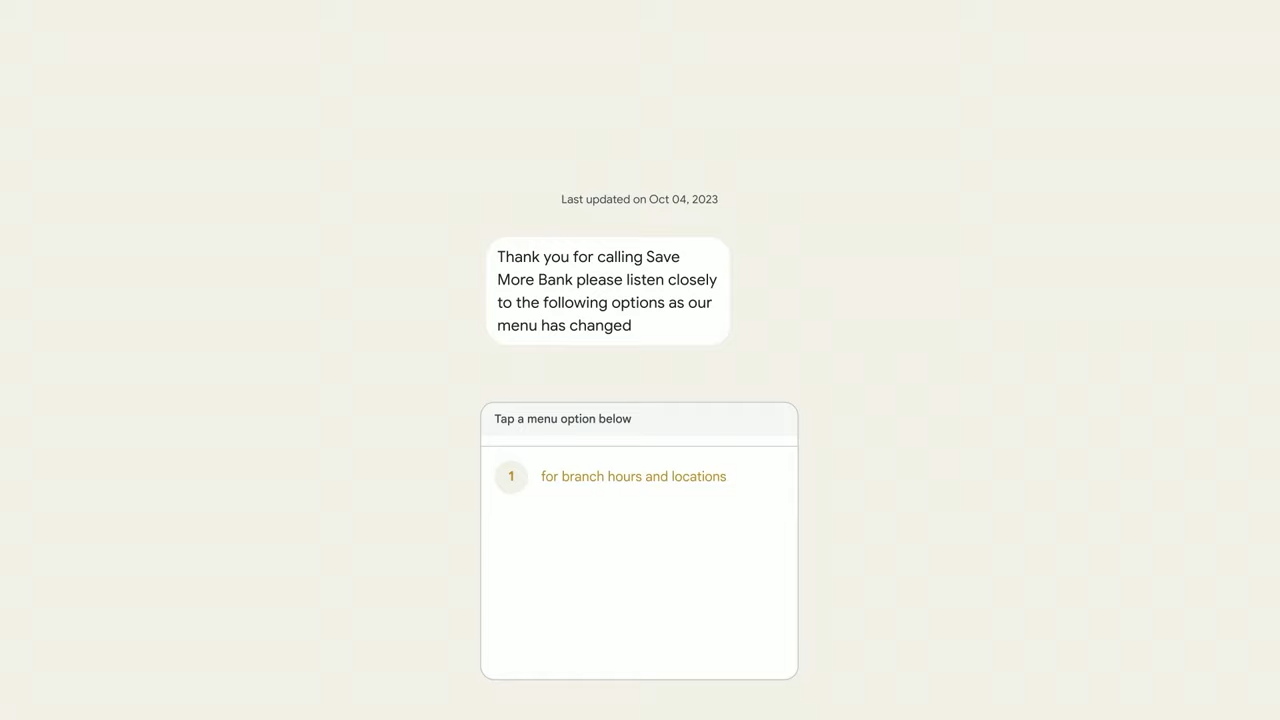 Last updated on Oct 04, 2023
Thank you for calling Save
More Bank please listen closely
to the following options as our
menu has changed
Tap a menu option below
1 for branch hours and locations